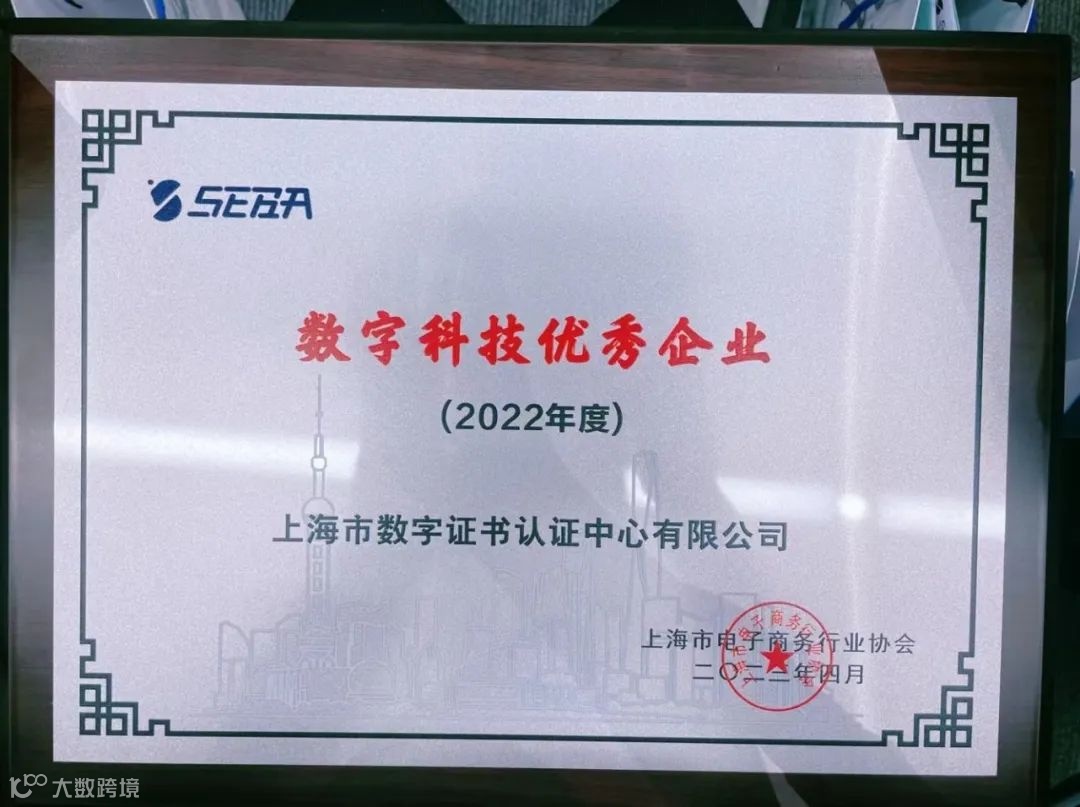 SEBA
数字科技优秀企业
(2022年度)
上海市数字证书认证中心有限公司
上海市电子商务行业协会
二〇二三年四月
大数跨境